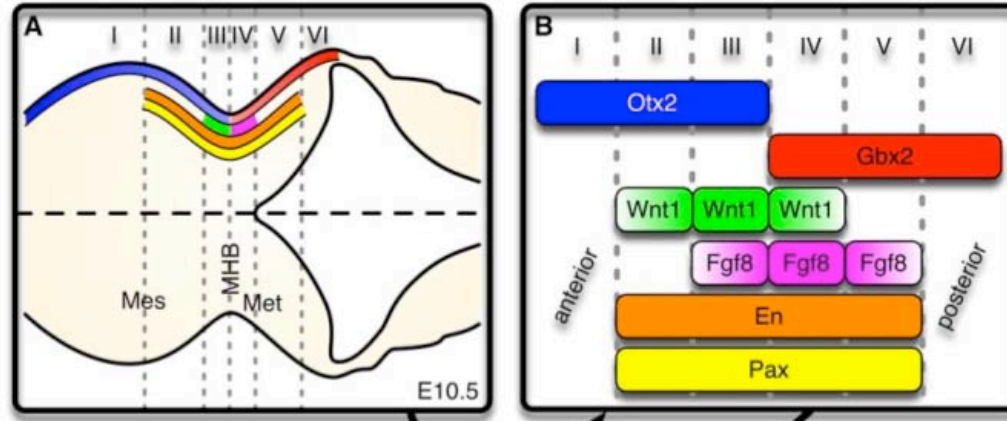 A
I II III IV V VI
Mes
MHB
Met
E10.5
B
I II III IV V VI
Otx2
Gbx2
Wnt1 Wnt1 Wnt1
Fgf8 Fgf8 Fgf8
anterior
posterior
En
Pax